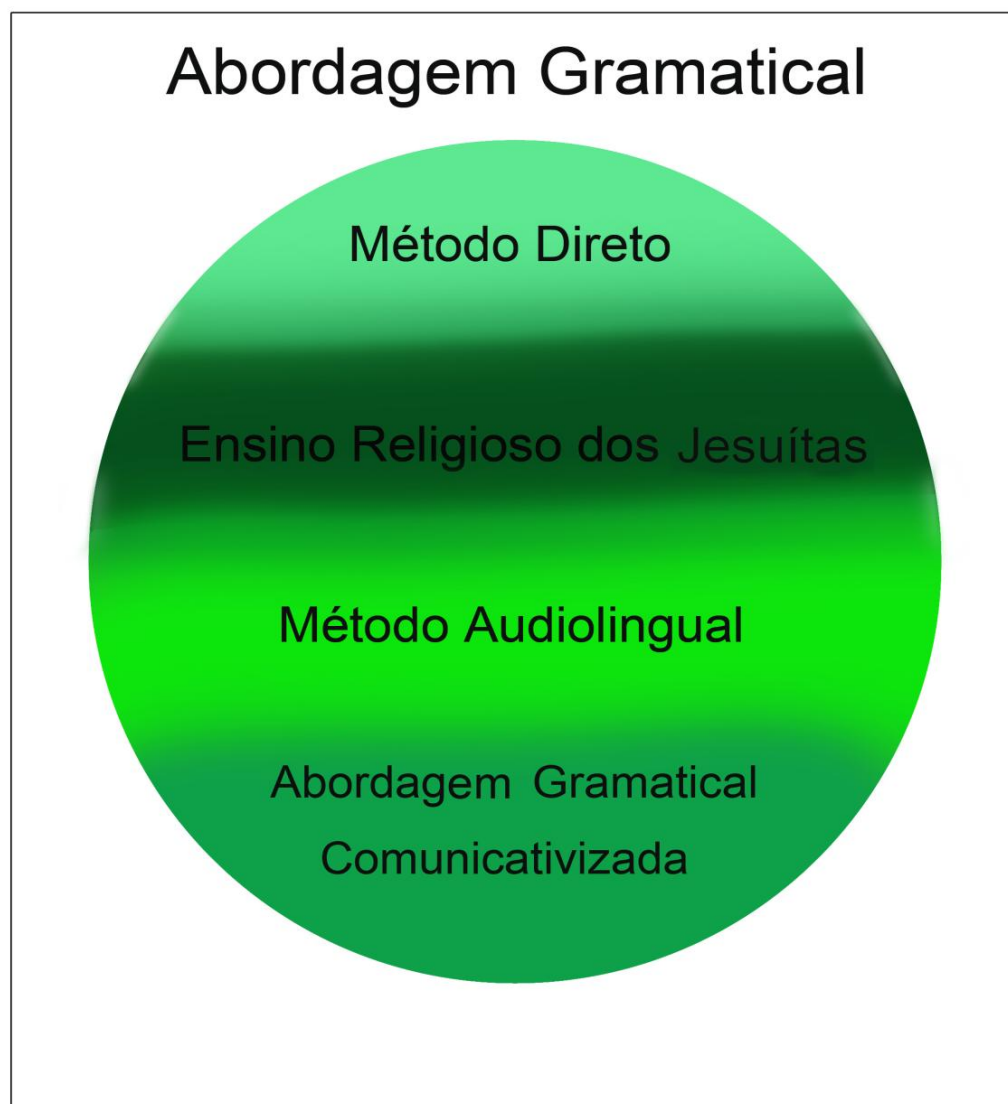 Abordagem Gramatical
Método Direto
Ensino Religioso dos Jesuítas
Método Audiolingual
Abordagem Gramatical
Comunicativizada